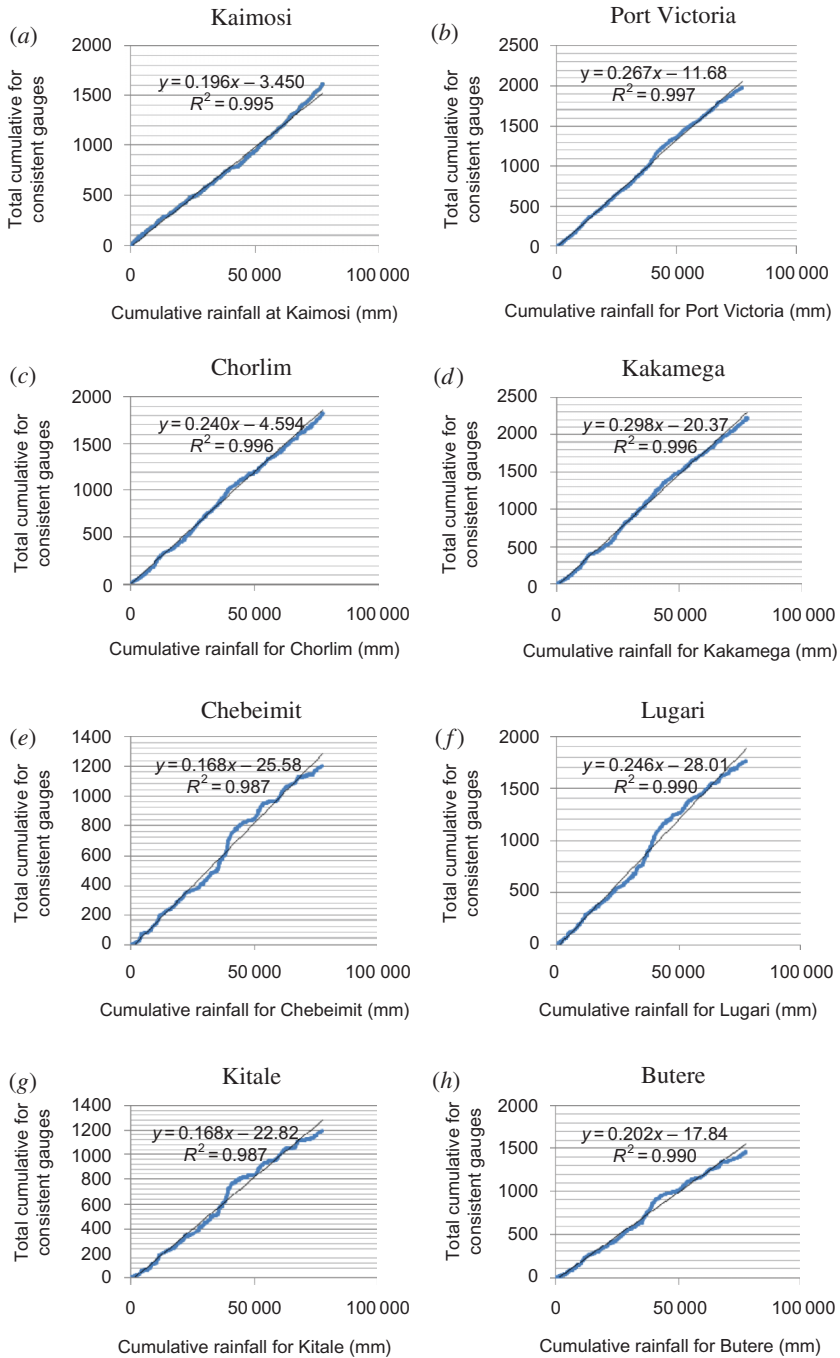 (a)
Kaimosi
Total cumulative for
consistent gauges
2000
1500
1000
500
0
y = 0.196x – 3.450
R² = 0.995
0 50 000 100 000
Cumulative rainfall at Kaimosi (mm)
(b)
Port Victoria
Total cumulative for
consistent gauges
2500
2000
1500
1000
500
0
y = 0.267x – 11.68
R² = 0.997
0 50 000 100 000
Cumulative rainfall for Port Victoria (mm)
(c)
Chorlim
Total cumulative for
consistent gauges
2000
1500
1000
500
0
y = 0.240x – 4.594
R² = 0.996
0 50 000 100 000
Cumulative rainfall for Chorlim (mm)
(d)
Kakamega
Total cumulative for
consistent gauges
2500
2000
1500
1000
500
0
y = 0.298x – 20.37
R² = 0.996
0 50 000 100 000
Cumulative rainfall for Kakamega (mm)
(e)
Chebeimit
Total cumulative for
consistent gauges
1400
1200
1000
800
600
400
200
0
y = 0.168x – 25.58
R² = 0.987
0 50 000 100 000
Cumulative rainfall for Chebeimit (mm)
(f)
Lugari
Total cumulative for
consistent gauges
2000
1500
1000
500
0
y = 0.246x – 28.01
R² = 0.990
0 50 000 100 000
Cumulative rainfall for Lugari (mm)
(g)
Kitale
Total cumulative for
consistent gauges
1400
1200
1000
800
600
400
200
0
y = 0.168x – 22.82
R² = 0.987
0 50 000 100 000
Cumulative rainfall for Kitale (mm)
(h)
Butere
Total cumulative for
consistent gauges
2000
1500
1000
500
0
y = 0.202x – 17.84
R² = 0.990
0 50 000 100 000
Cumulative rainfall for Butere (mm)